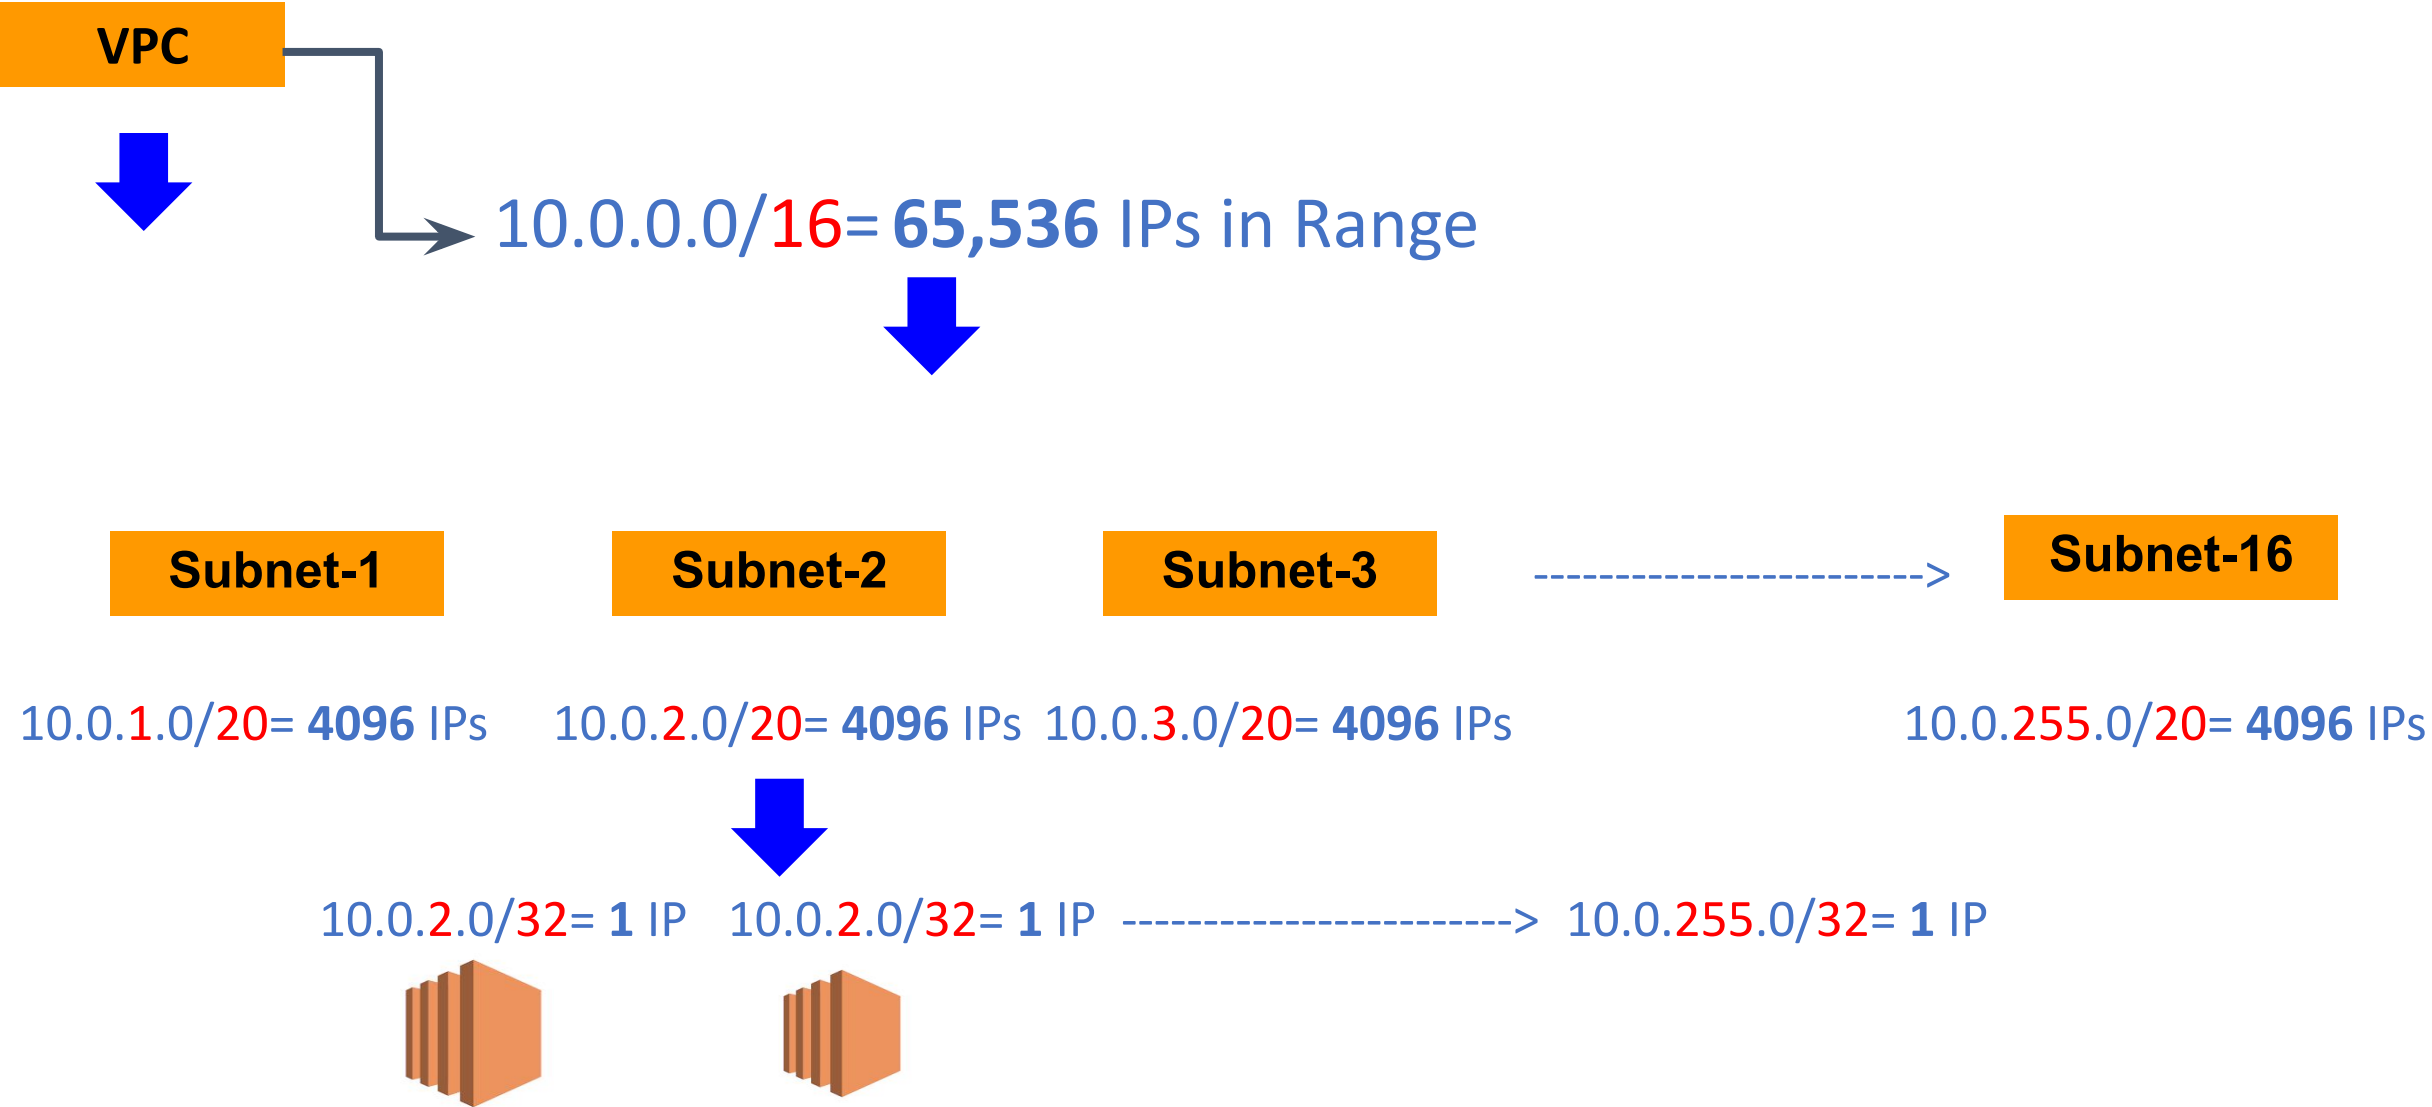 VPC
10.0.0.0/16= 65,536 IPs in Range
Subnet-1
Subnet-2
Subnet-3
------------------------>
Subnet-16
10.0.1.0/20= 4096 IPs
10.0.2.0/20= 4096 IPs
10.0.3.0/20= 4096 IPs
10.0.255.0/20= 4096 IPs
10.0.2.0/32= 1 IP
10.0.2.0/32= 1 IP
------------------------>
10.0.255.0/32= 1 IP